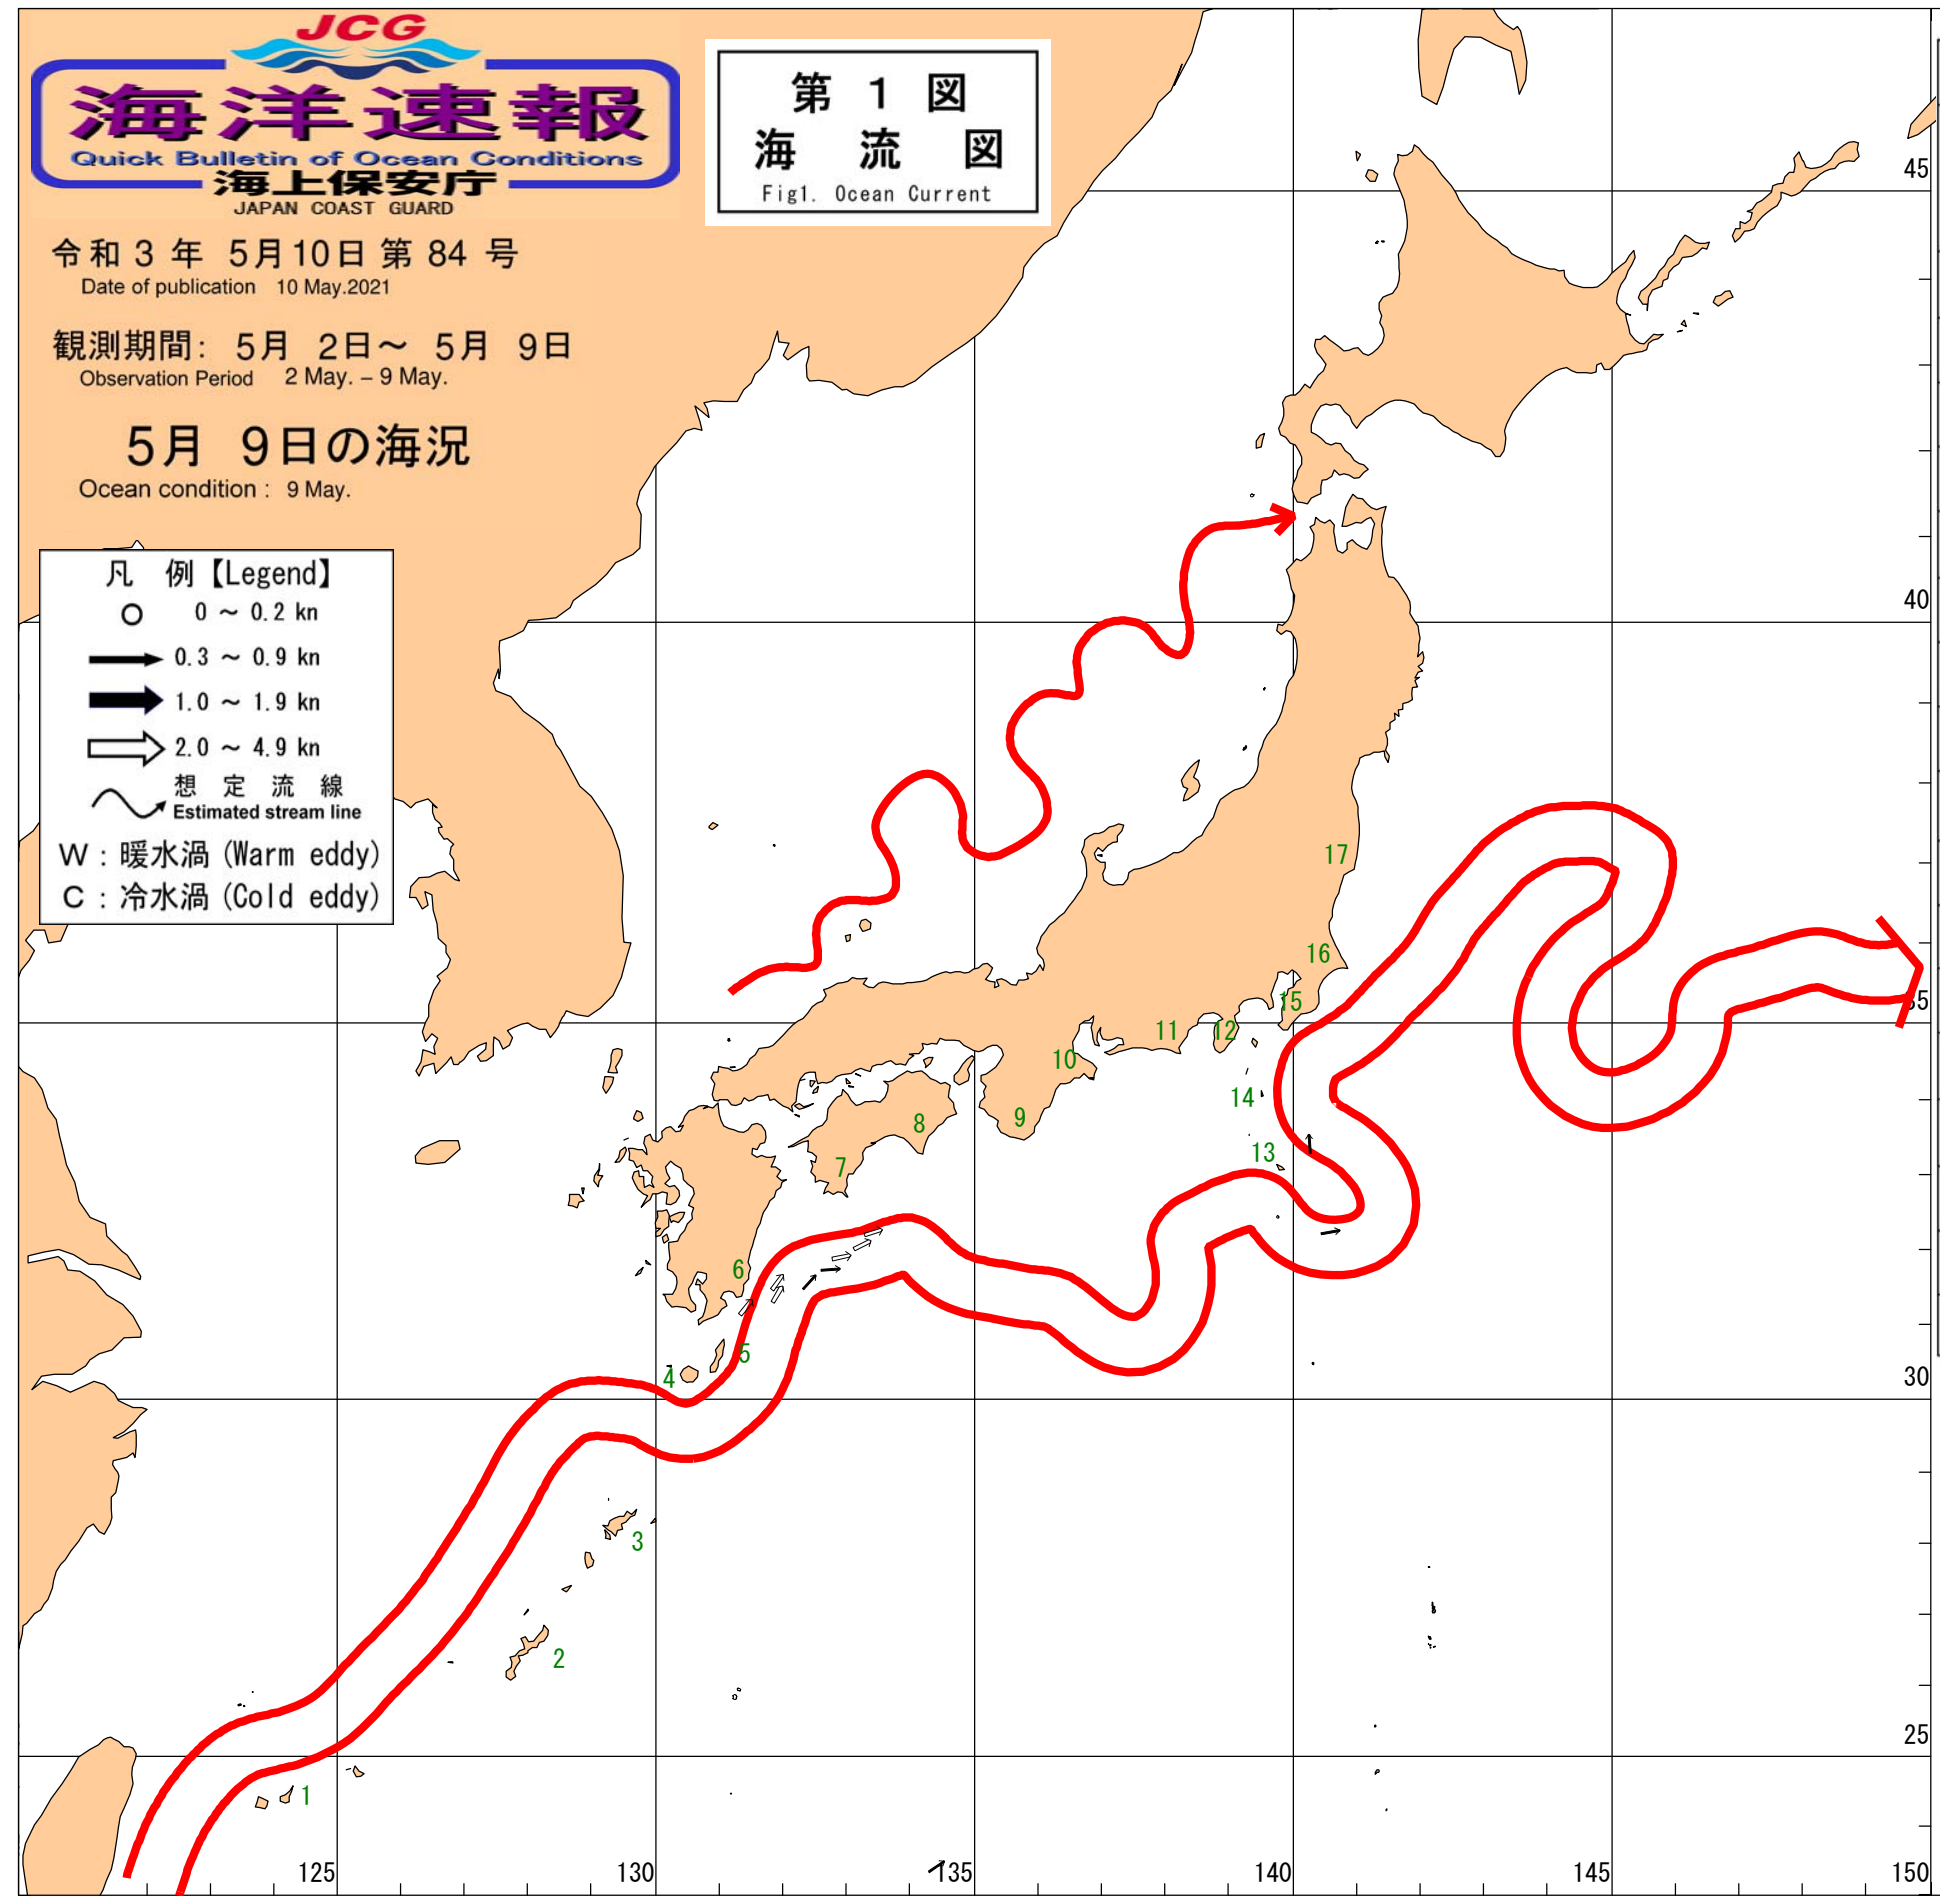 JCG
海洋速報
Quick Bulletin of Ocean Conditions
海上保安庁
JAPAN COAST GUARD
第 1 図
海 流 図
Fig1. Ocean Current
令和 3 年 5月10日 第 84 号
Date of publication 10 May.2021
観測期間: 5月 2日～ 5月 9日
Observation Period 2 May. – 9 May.
5月 9日の海況
Ocean condition : 9 May.
凡 例【Legend】
0 ～ 0.2 kn
0.3 ～ 0.9 kn
1.0 ～ 1.9 kn
2.0 ～ 4.9 kn
想 定 流 線
Estimated stream line
W : 暖水渦 (Warm eddy)
C : 冷水渦 (Cold eddy)
45
40
35
30
25
125
130
135
140
145
150
17
16
15
12
11
10
14
9
8
13
7
6
5
4
3
2
1